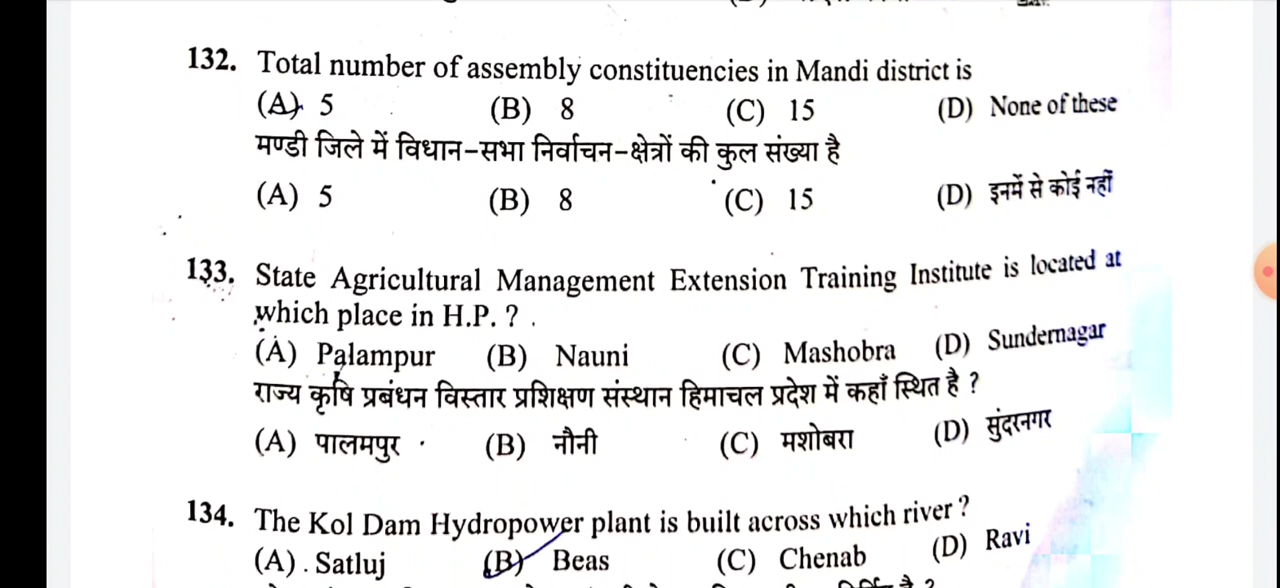 132. Total number of assembly constituencies in Mandi district is
(A) 5 (B) 8 (C) 15 (D) None of these
मण्डी जिले में विधान-सभा निर्वाचन-क्षेत्रों की कुल संख्या है
(A) 5 (B) 8 (C) 15 (D) इनमें से कोई नहीं
133. State Agricultural Management Extension Training Institute is located at
which place in H.P. ?
(A) Palampur (B) Nauni (C) Mashobra (D) Sundernagar
राज्य कृषि प्रबंधन विस्तार प्रशिक्षण संस्थान हिमाचल प्रदेश में कहाँ स्थित है ?
(A) पालमपुर (B) नौनी (C) मशोबरा (D) सुंदरनगर
134. The Kol Dam Hydropower plant is built across which river ?
(A) Satluj (B) Beas (C) Chenab (D) Ravi